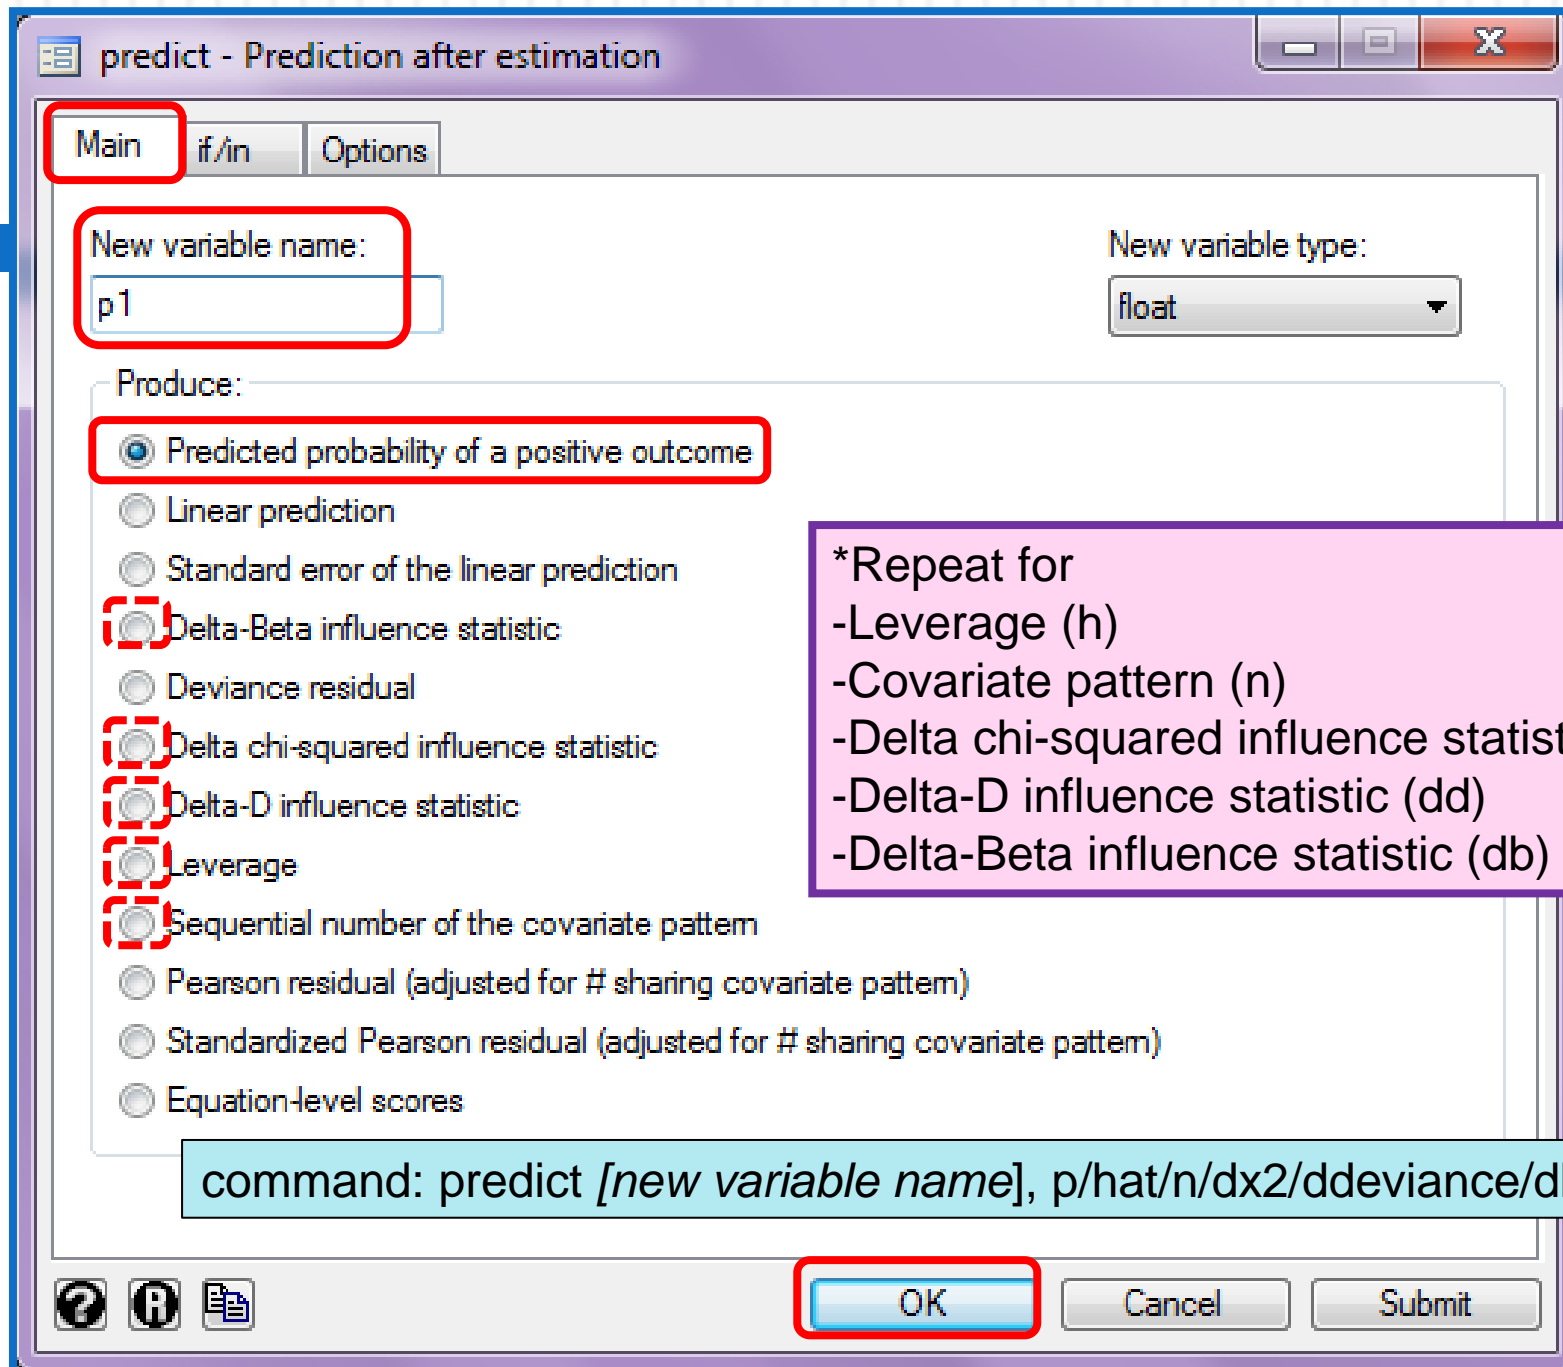 predict - Prediction after estimation
Main if/in Options
New variable name: New variable type:
p1 float
Produce:
Predicted probability of a positive outcome
Linear prediction
Standard error of the linear prediction
Delta-Beta influence statistic
Deviance residual
Delta chi-squared influence statistic
Delta-D influence statistic
Leverage
Sequential number of the covariate pattern
Pearson residual (adjusted for # sharing covariate pattern)
Standardized Pearson residual (adjusted for # sharing covariate pattern)
Equation-level scores
*Repeat for
-Leverage (h)
-Covariate pattern (n)
-Delta chi-squared influence
-Delta-D influence statistic (dd)
-Delta-Beta influence statistic (db)
command: predict [new variable name], p/hat/n/dx2/ddeviance/
OK Cancel Submit